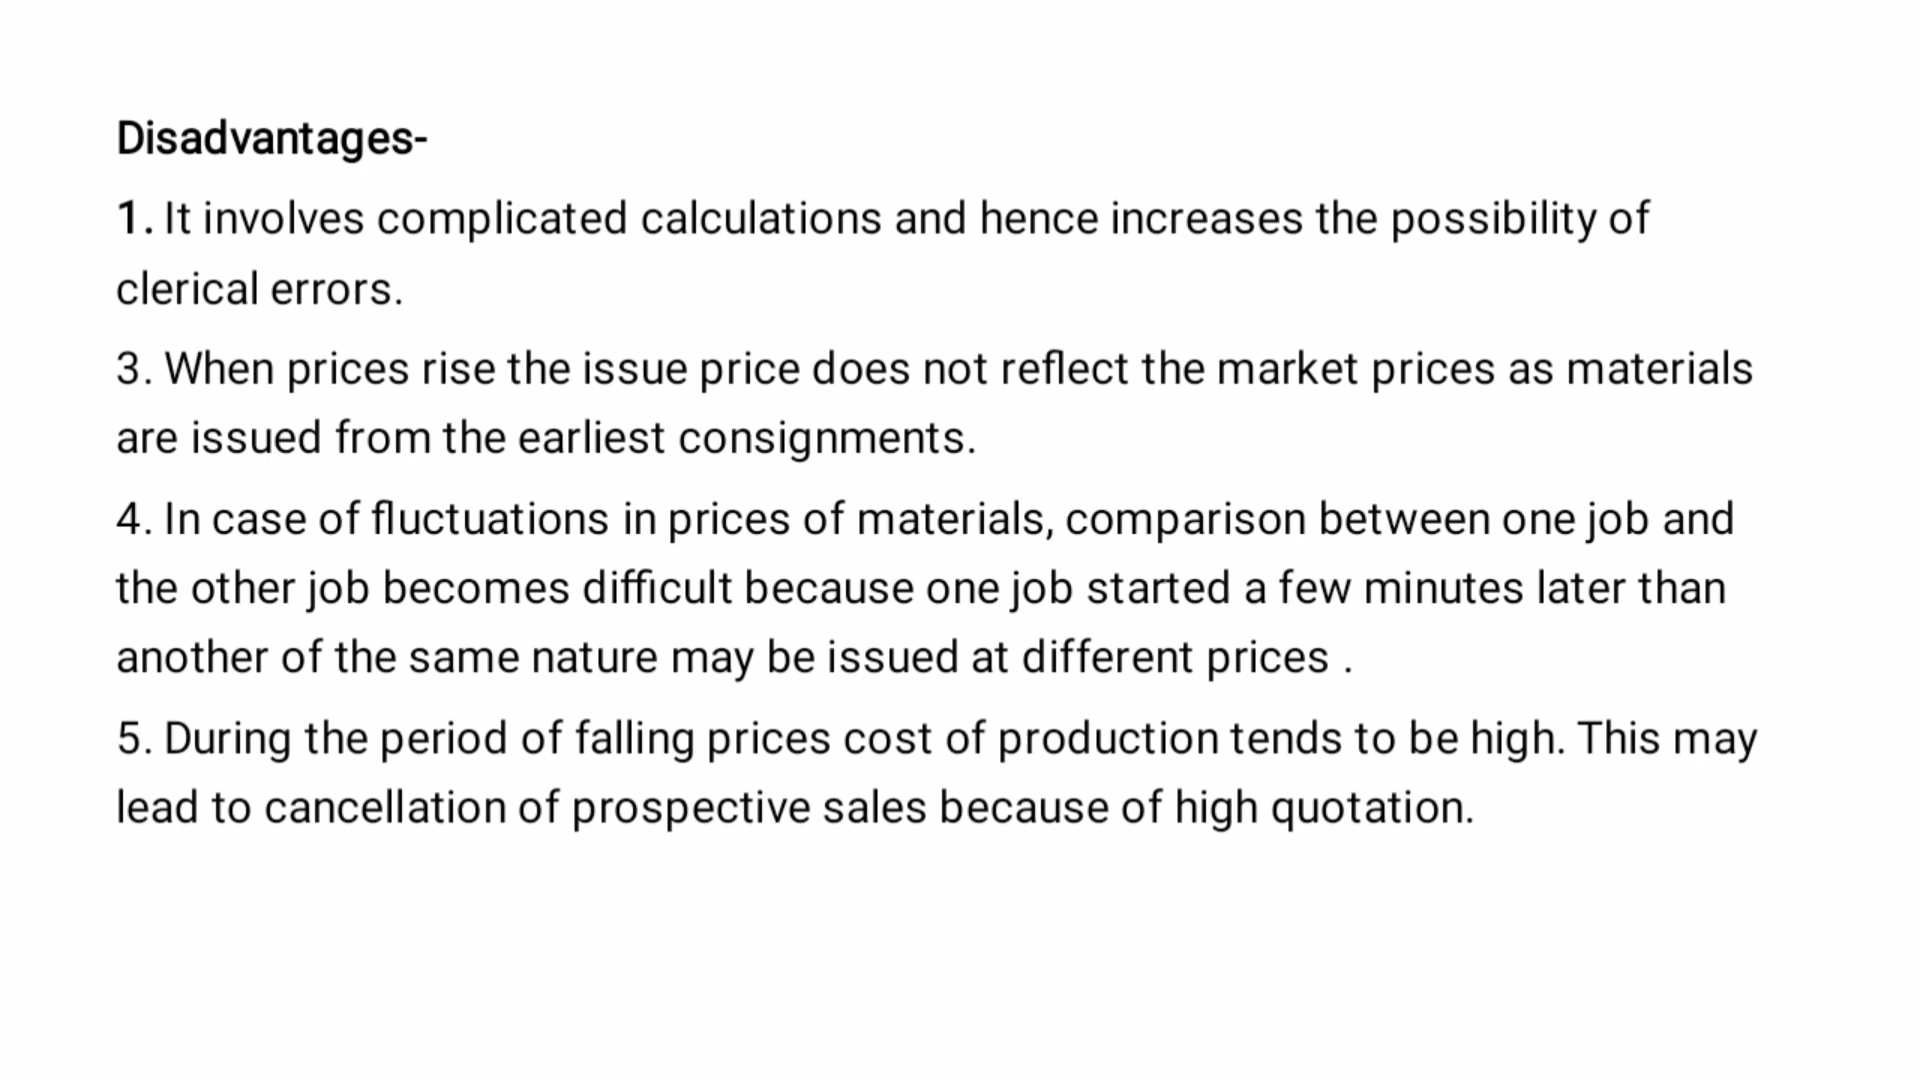 Disadvantages-
1. It involves complicated calculations and hence increases the possibility of
clerical errors.
3. When prices rise the issue price does not reflect the market prices as materials
are issued from the earliest consignments.
4. In case of fluctuations in prices of materials, comparison between one job and
the other job becomes difficult because one job started a few minutes later than
another of the same nature may be issued at different prices .
5. During the period of falling prices cost of production tends to be high. This may
lead to cancellation of prospective sales because of high quotation.